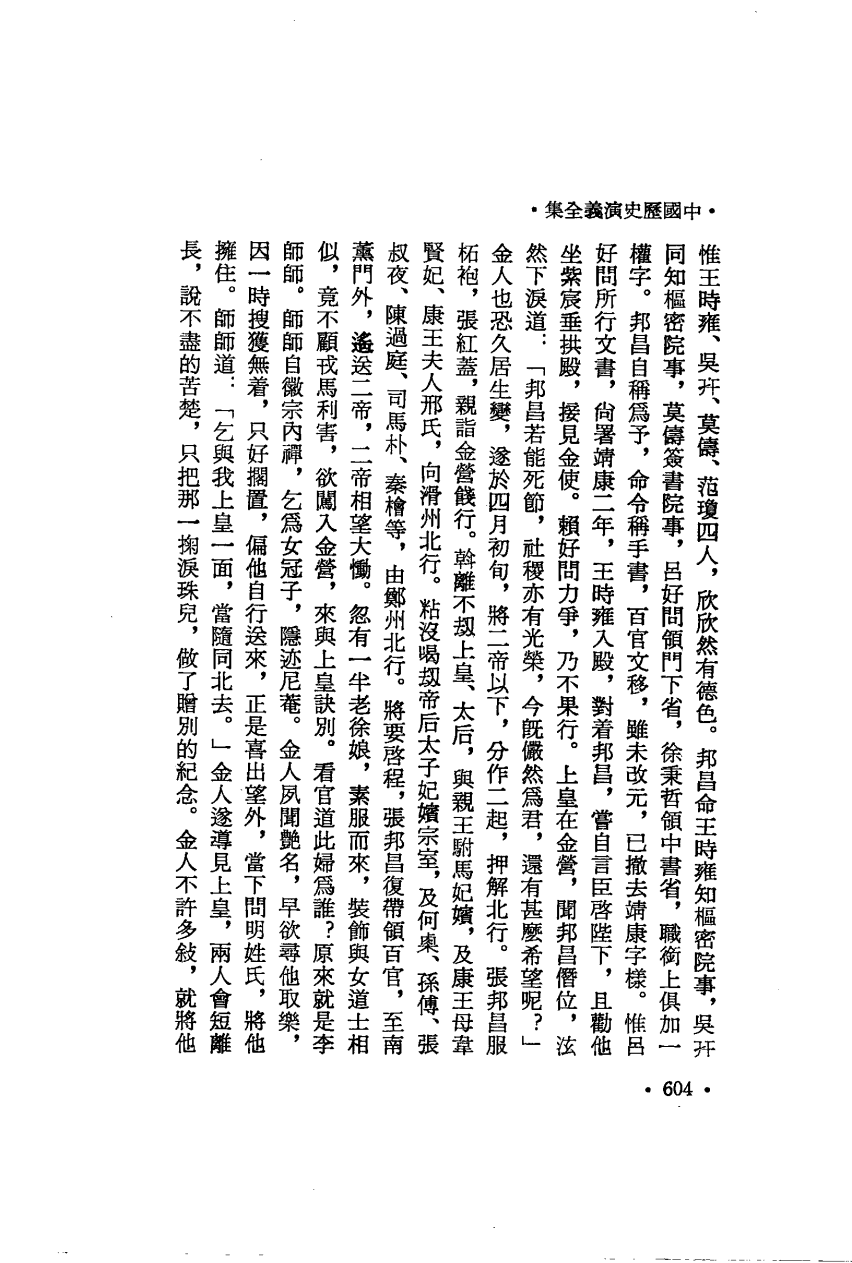 •中國歷史演義全集•
惟王時雍、吳幵、莫儔、范瓊四人，欣欣然有德色。邦昌命王時雍知樞密院事，吳幵
同知樞密院事，莫儔簽書院事，呂好問領門下省，徐秉哲領中書省，職銜上俱加一
權字。邦昌自稱爲予，命令稱手書，百官文移，雖未改元，已撤去靖康字樣。惟呂
好問所行文書，尙署靖康二年，王時雍入殿，對着邦昌，嘗自言臣啓陛下，且勸他
坐紫宸垂拱殿，接見金使。賴好問力爭，乃不果行。上皇在金營，聞邦昌僭位，泫
然下淚道：「邦昌若能死節，社稷亦有光榮，今旣儼然爲君，還有甚麽希望呢？」
金人也恐久居生變，遂於四月初旬，將二帝以下，分作二起，押解北行。張邦昌服
柘袍，張紅蓋，親詣金營餞行。斡離不刼上皇、太后，與親王駙馬妃嬪，及康王母韋
賢妃、康王夫人邢氏，向滑州北行。粘沒喝刼帝后太子妃嬪宗室，及何㮚、孫傅、張
叔夜、陳過庭、司馬朴、秦檜等，由鄭州北行。將要啓程，張邦昌復帶領百官，至南
薰門外，遙送二帝，二帝相望大慟。忽有一半老徐娘，素服而來，裝飾與女道士相
似，竟不顧戎馬利害，欲闖入金營，來與上皇訣別。看官道此婦爲誰？原來就是李
師師。師師自徽宗內禪，乞爲女冠子，隱迹尼菴。金人夙聞艷名，早欲尋他取樂，
因一時搜獲無着，只好擱置，偏他自行送來，正是喜出望外，當下問明姓氏，將他
擁住。師師道：「乞與我上皇一面，當隨同北去。」金人遂導見上皇，兩人會短離
長，說不盡的苦楚，只把那一掬淚珠兒，做了贈別的紀念。金人不許多敍，就將他
•604•